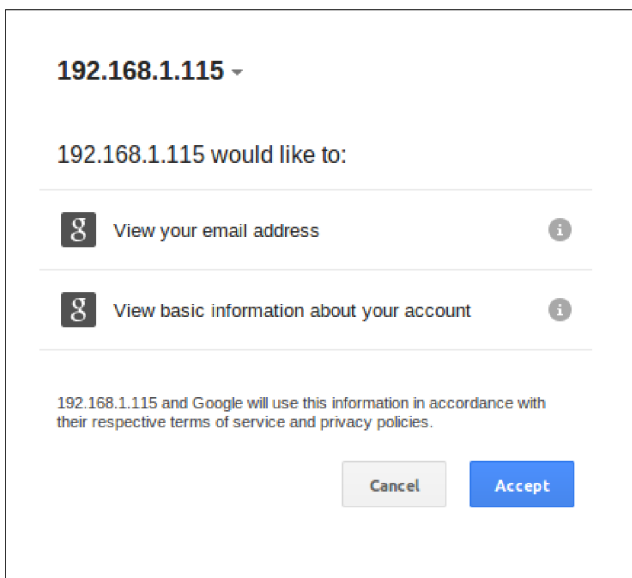 192.168.1.115
192.168.1.115 would like to:
g View your email address i
g View basic information about your account i
192.168.1.115 and Google will use this information in accordance with
their respective terms of service and privacy policies.
Cancel Accept